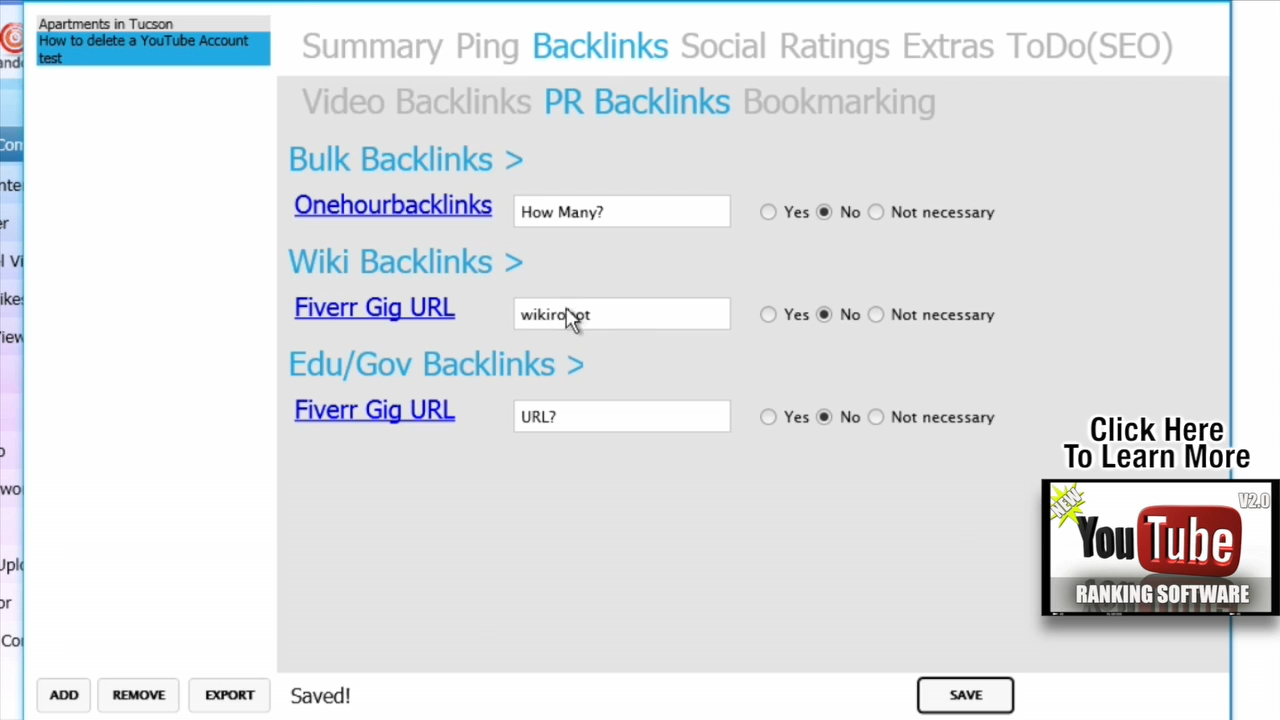 Apartments in Tucson
How to delete a YouTube Account
test
Summary Ping Backlinks Social Ratings Extras ToDo(SEO)
Video Backlinks PR Backlinks Bookmarking
Bulk Backlinks >
Onehourbacklinks How Many? Yes No Not necessary
Wiki Backlinks >
Fiverr Gig URL Yes No Not necessary
Edu/Gov Backlinks >
Fiverr Gig URL URL? Yes No Not necessary
Click Here
To Learn More
NEW V2.0
YouTube
RANKING SOFTWARE
ADD REMOVE EXPORT Saved! SAVE